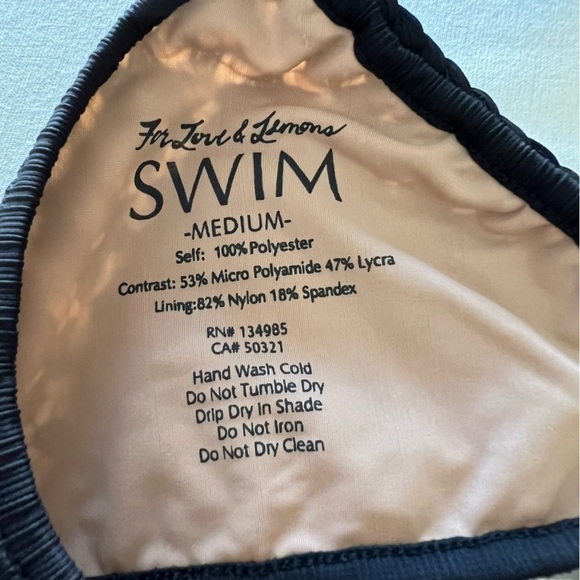 For Love & Lemons
SWIM
-MEDIUM-
Self: 100% Polyester
Contrast: 53% Micro Polyamide 47% Lycra
Lining:82% Nylon 18% Spandex
RN# 134985
CA# 50321
Hand Wash Cold
Do Not Tumble Dry
Drip Dry in Shade
Do Not Iron
Do Not Dry Clean